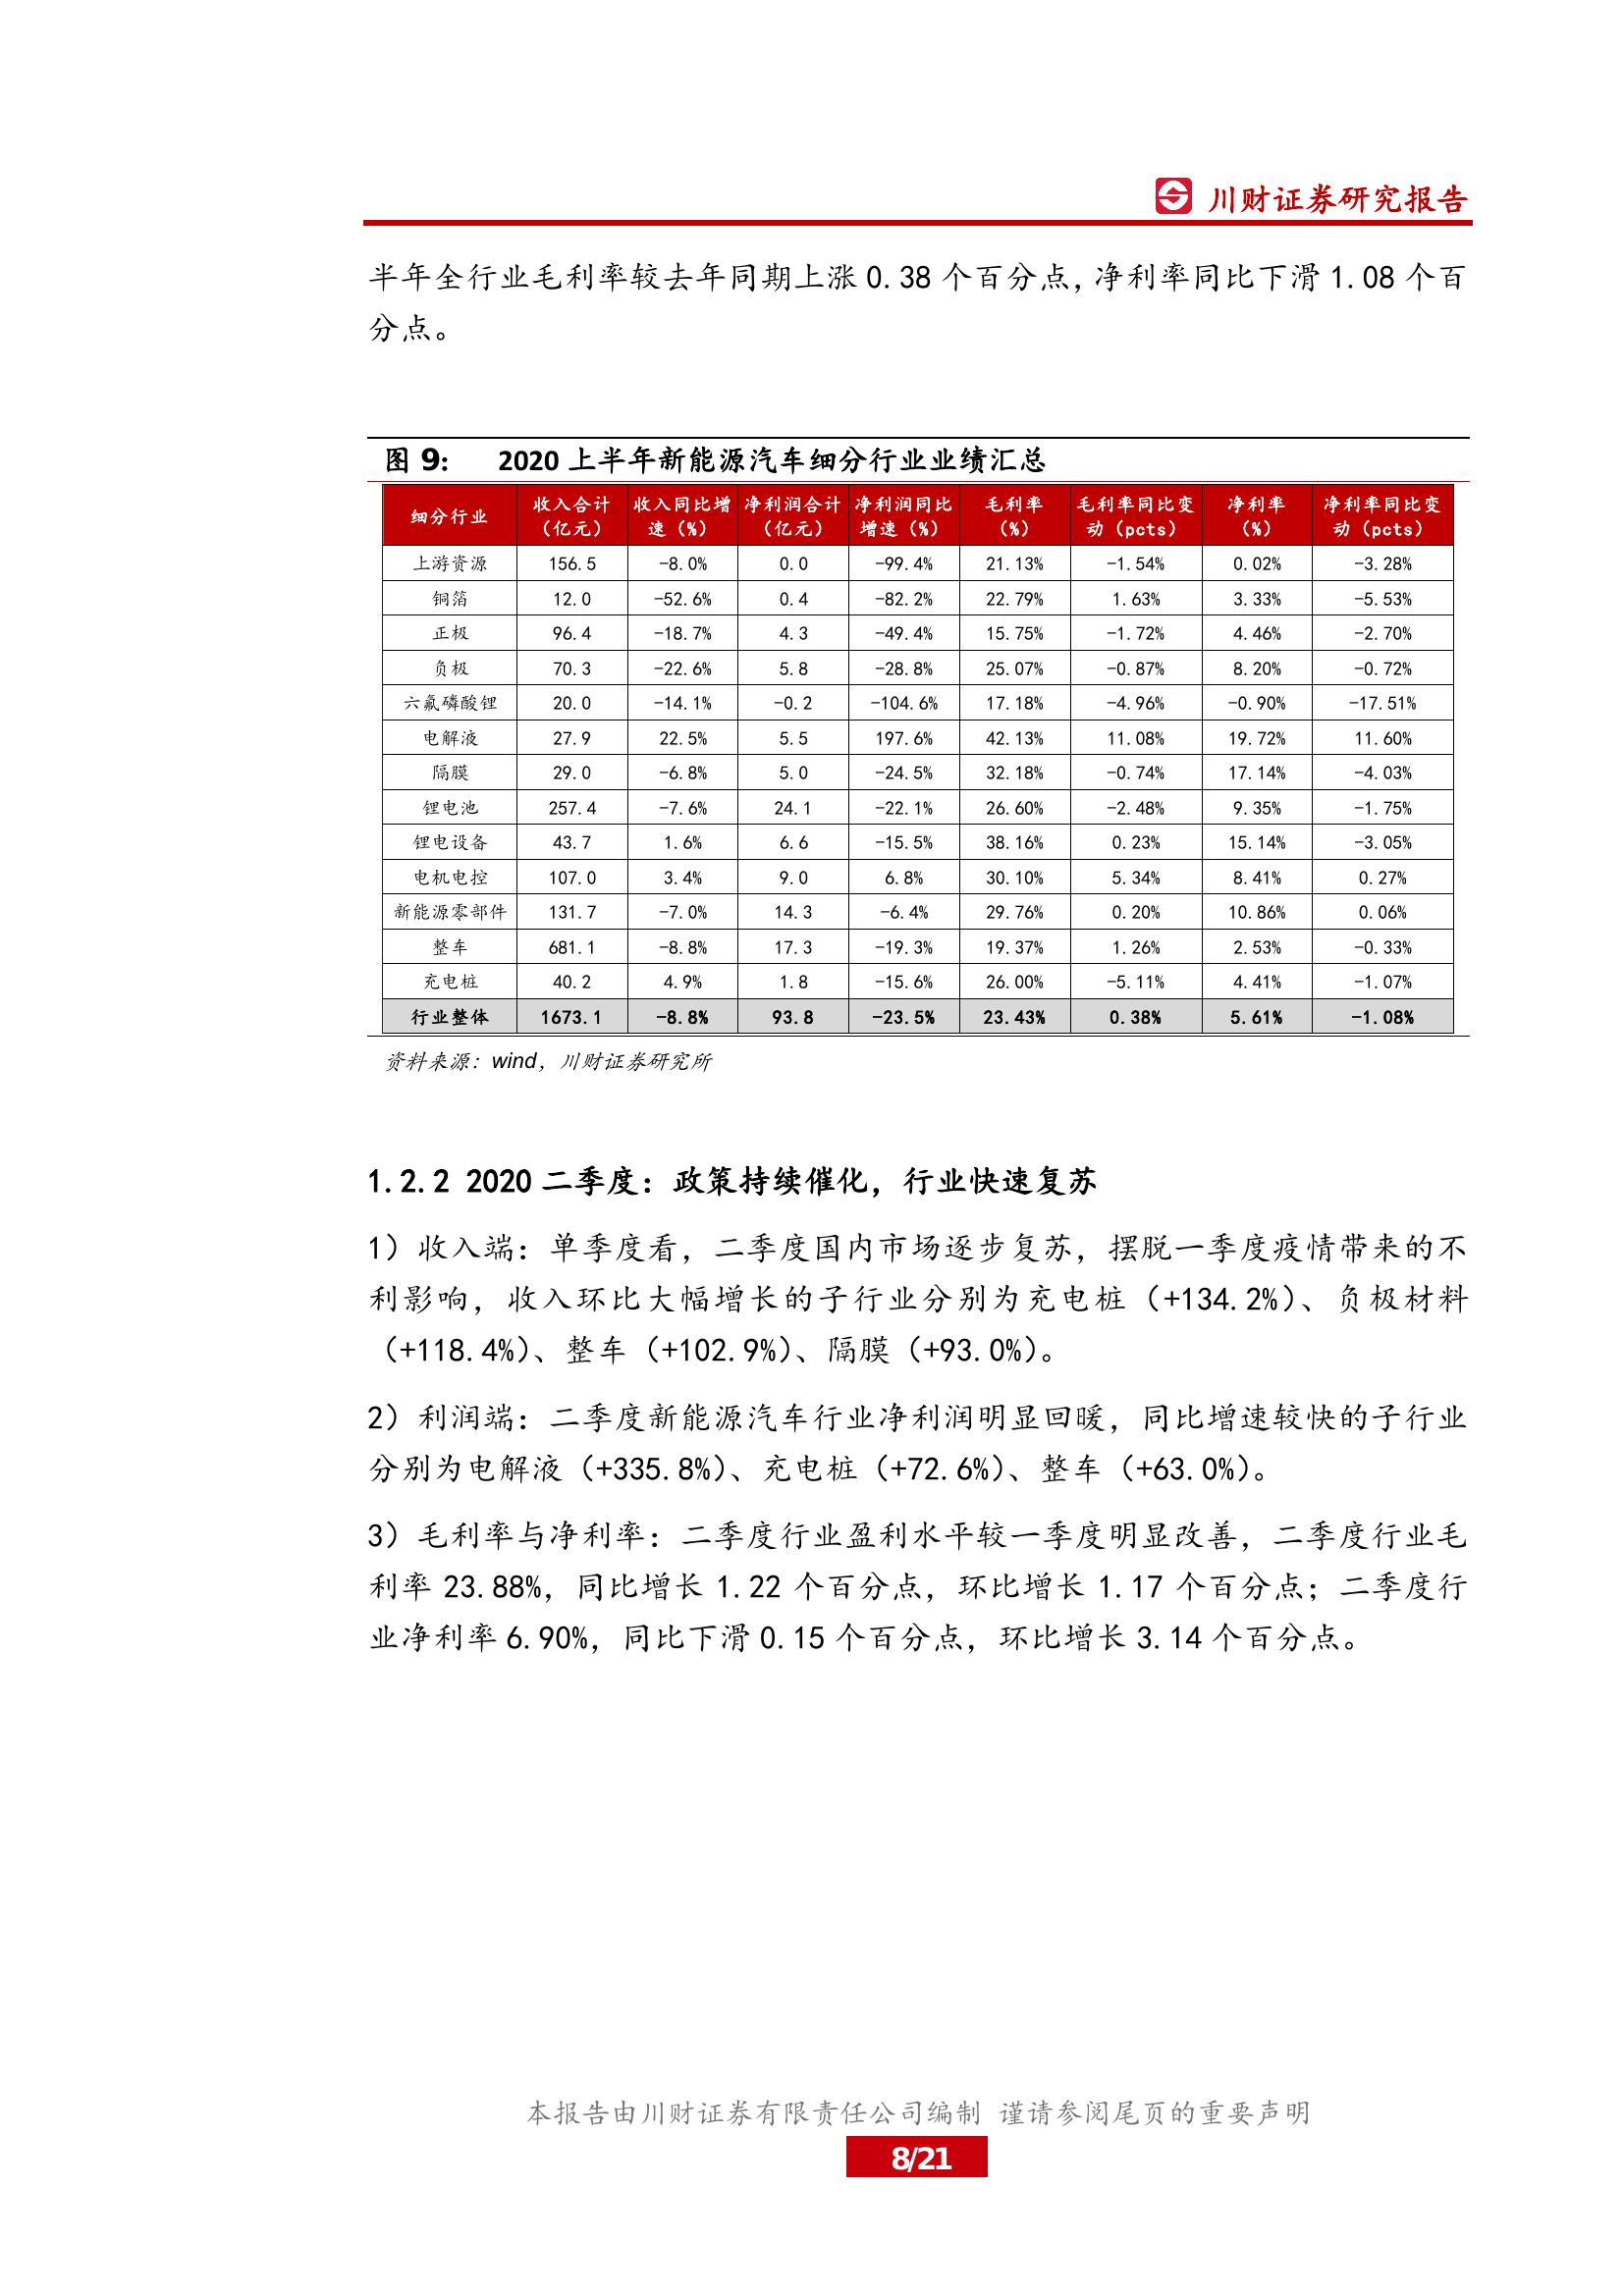 川财证券研究报告
半年全行业毛利率较去年同期上涨 0.38 个百分点，净利率同比下滑 1.08 个百
分点。
图 9: 2020 上半年新能源汽车细分行业业绩汇总
细分行业 收入合计（亿元） 收入同比增速（%） 净利润合计（亿元） 净利润同比增速（%） 毛利率（%） 毛利率同比变动（pcts） 净利率（%） 净利率同比变动（pcts）
上游资源 156.5 -8.0% 0.0 -99.4% 21.13% -1.54% 0.02% -3.28%
铜箔 12.0 -52.6% 0.4 -82.2% 22.79% 1.63% 3.33% -5.53%
正极 96.4 -18.7% 4.3 -49.4% 15.75% -1.72% 4.46% -2.70%
负极 70.3 -22.6% 5.8 -28.8% 25.07% -0.87% 8.20% -0.72%
六氟磷酸锂 20.0 -14.1% -0.2 -104.6% 17.18% -4.96% -0.90% -17.51%
电解液 27.9 22.5% 5.5 197.6% 42.13% 11.08% 19.72% 11.60%
隔膜 29.0 -6.8% 5.0 -24.5% 32.18% -0.74% 17.14% -4.03%
锂电池 257.4 -7.6% 24.1 -22.1% 26.60% -2.48% 9.35% -1.75%
锂电设备 43.7 1.6% 6.6 -15.5% 38.16% 0.23% 15.14% -3.05%
电机电控 107.0 3.4% 9.0 6.8% 30.10% 5.34% 8.41% 0.27%
新能源零部件 131.7 -7.0% 14.3 -6.4% 29.76% 0.20% 10.86% 0.06%
整车 681.1 -8.8% 17.3 -19.3% 19.37% 1.26% 2.53% -0.33%
充电桩 40.2 4.9% 1.8 -15.6% 26.00% -5.11% 4.41% -1.07%
行业整体 1673.1 -8.8% 93.8 -23.5% 23.43% 0.38% 5.61% -1.08%
资料来源：wind，川财证券研究所
1.2.2 2020 二季度：政策持续催化，行业快速复苏
1）收入端：单季度看，二季度国内市场逐步复苏，摆脱一季度疫情带来的不
利影响，收入环比大幅增长的子行业分别为充电桩（+134.2%）、负极材料
（+118.4%）、整车（+102.9%）、隔膜（+93.0%）。
2）利润端：二季度新能源汽车行业净利润明显回暖，同比增速较快的子行业
分别为电解液（+335.8%）、充电桩（+72.6%）、整车（+63.0%）。
3）毛利率与净利率：二季度行业盈利水平较一季度明显改善，二季度行业毛
利率 23.88%，同比增长 1.22 个百分点，环比增长 1.17 个百分点；二季度行
业净利率 6.90%，同比下滑 0.15 个百分点，环比增长 3.14 个百分点。
本报告由川财证券有限责任公司编制 谨请参阅尾页的重要声明
8/21